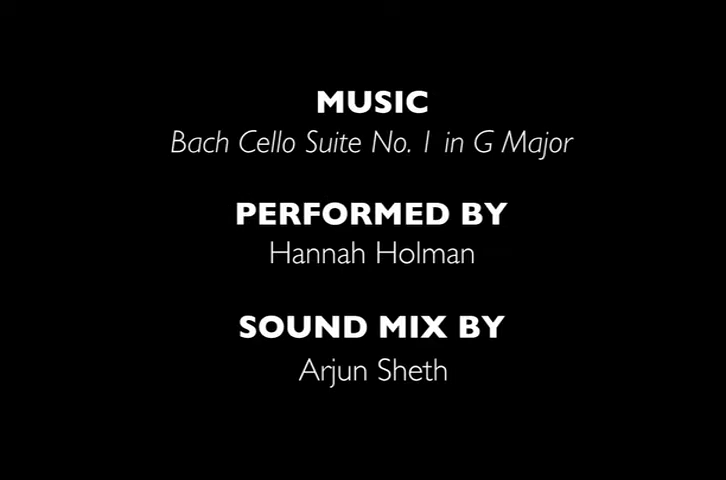 MUSIC
Bach Cello Suite No. 1 in G Major
PERFORMED BY
Hannah Holman
SOUND MIX BY
Arjun Sheth